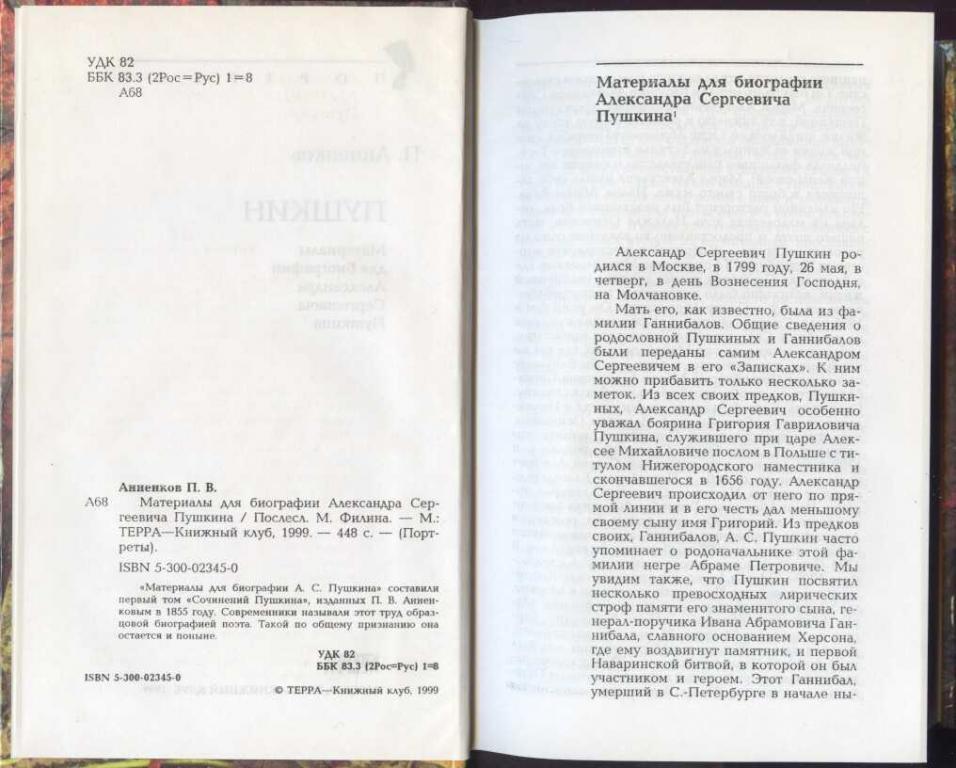 УДК 82
ББК 83.3 (2Рос=Рус) 1=8
А68
Анненков П. В.
А68 Материалы для биографии Александра Сер-
геевича Пушкина / Послесл. М. Филина. — М.:
ТЕРРА—Книжный клуб, 1999. — 448 с. — (Порт-
реты).
ISBN 5-300-02345-0
«Материалы для биографии А. С. Пушкина» составили
первый том «Сочинений Пушкина», изданных П. В. Аннен-
ковым в 1855 году. Современники называли этот труд образ-
цовой биографией поэта. Такой по общему признанию она
остается и поныне.
УДК 82
ББК 83.3 (2Рос=Рус) 1=8
ISBN 5-300-02345-0
© ТЕРРА—Книжный клуб, 1999
Материалы для биографии
Александра Сергеевича
Пушкина¹
Александр Сергеевич Пушкин ро-
дился в Москве, в 1799 году, 26 мая, в
четверг, в день Вознесения Господня,
на Молчановке.
Мать его, как известно, была из фа-
милии Ганнибалов. Общие сведения о
родословной Пушкиных и Ганнибалов
были переданы самим Александром
Сергеевичем в его «Записках». К ним
можно прибавить только несколько за-
меток. Из всех своих предков, Пушки-
ных, Александр Сергеевич особенно
уважал боярина Григория Гавриловича
Пушкина, служившего при царе Алек-
сее Михайловиче послом в Польше с ти-
тулом Нижегородского наместника и
скончавшегося в 1656 году. Александр
Сергеевич происходил от него по пря-
мой линии и в его честь дал меньшому
своему сыну имя Григорий. Из предков
своих, Ганнибалов, А. С. Пушкин часто
упоминает о родоначальнике этой фа-
милии негре Абраме Петровиче. Мы
увидим также, что Пушкин посвятил
несколько превосходных лирических
строф памяти его знаменитого сына, ге-
нерал-поручика Ивана Абрамовича Ган-
нибала, славного основанием Херсона,
где ему воздвигнут памятник, и первой
Наваринской битвой, в которой он был
участником и героем. Этот Ганнибал,
умерший в С.-Петербурге в начале ны-